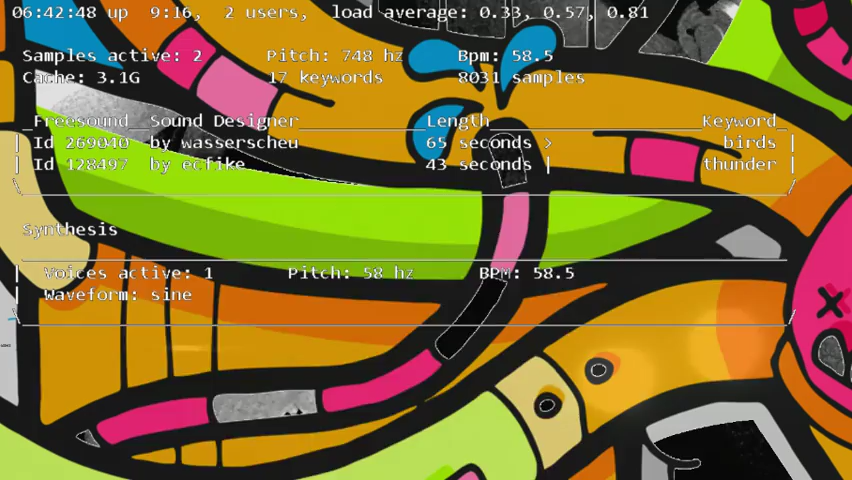 06:42:48 up  9:16,  2 users,  load average: 0.33, 0.57, 0.81
Samples active: 2 Pitch: 748 hz Bpm: 58.5
Cache: 3.1G 17 keywords 8031 samples
Freesound Sound Designer Length Keyword
Id 269040 by wasserscheu 65 seconds > birds
Id 128497 by ecfike 43 seconds | thunder
Synthesis
Voices active: 1 Pitch: 58 hz BPM: 58.5
Waveform: sine